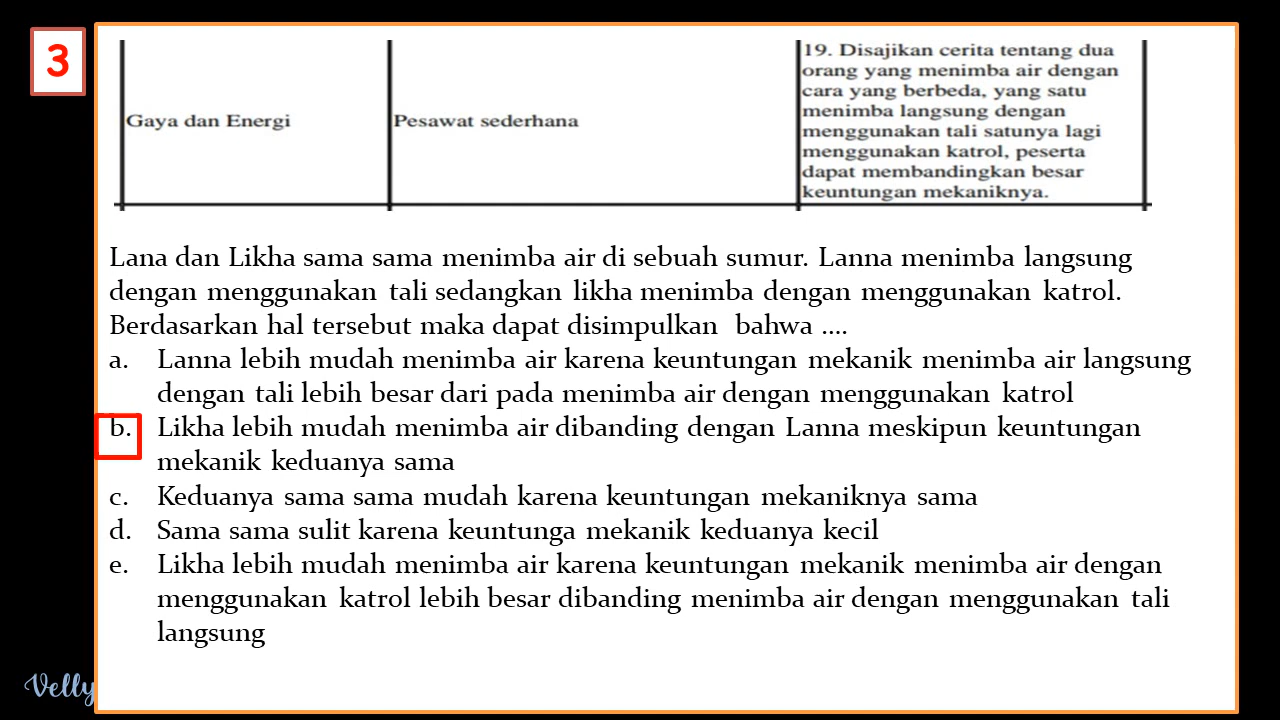 3
Gaya dan Energi
Pesawat sederhana
19. Disajikan cerita tentang dua
orang yang menimba air dengan
cara yang berbeda, yang satu
menimba langsung dengan
menggunakan tali satunya lagi
menggunakan katrol, peserta
dapat membandingkan besar
keuntungan mekaniknya.
Lana dan Likha sama sama menimba air di sebuah sumur. Lanna menimba langsung
dengan menggunakan tali sedangkan likha menimba dengan menggunakan katrol.
Berdasarkan hal tersebut maka dapat disimpulkan bahwa ....
a. Lanna lebih mudah menimba air karena keuntungan mekanik menimba air langsung
dengan tali lebih besar dari pada menimba air dengan menggunakan katrol
b. Likha lebih mudah menimba air dibanding dengan Lanna meskipun keuntungan
mekanik keduanya sama
c. Keduanya sama sama mudah karena keuntungan mekaniknya sama
d. Sama sama sulit karena keuntunga mekanik keduanya kecil
e. Likha lebih mudah menimba air karena keuntungan mekanik menimba air dengan
menggunakan katrol lebih besar dibanding menimba air dengan menggunakan tali
langsung
Velly